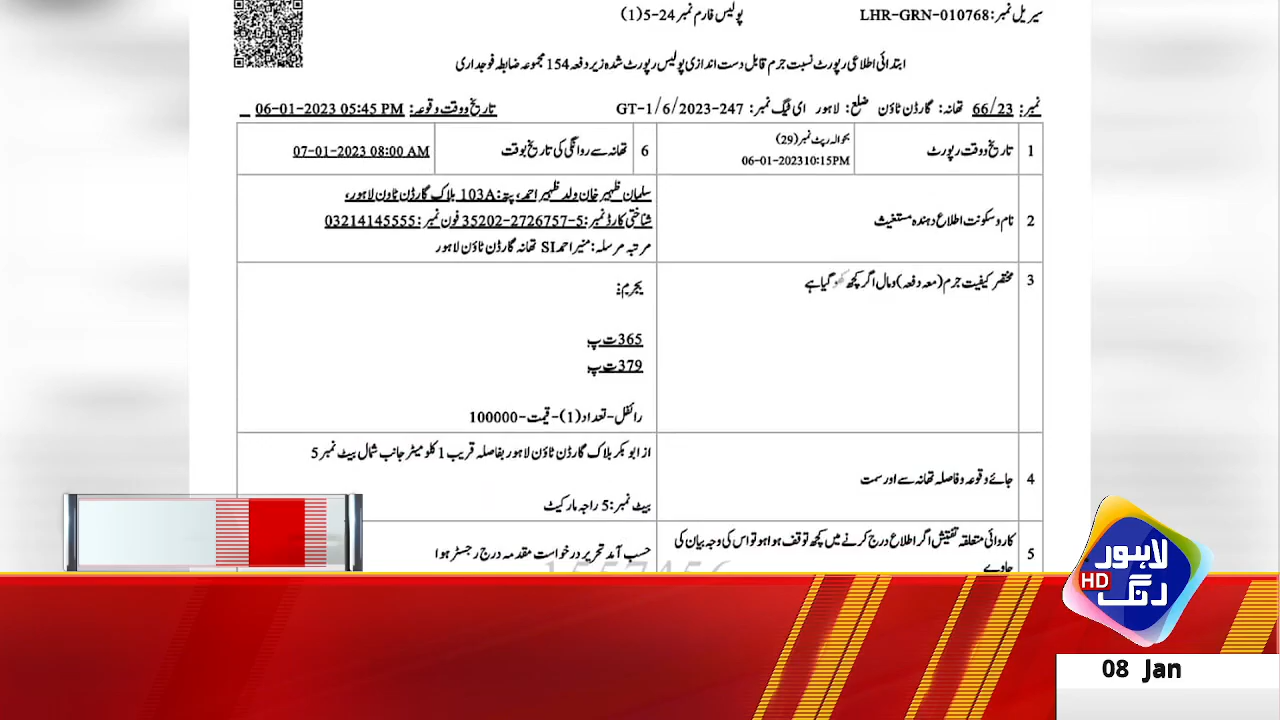 سیریل نمبر: LHR-GRN-010768 پولیس فارم نمبر 24-5(1)
ابتدائی اطلاعی رپورٹ نسبت جرم قابل دست اندازی پولیس رپورٹ شدہ زیر دفعہ 154 مجموعہ ضابطہ فوجداری
نمبر: 66/23 تھانہ: گارڈن ٹاؤن ضلع: لاہور ای ٹیگ نمبر: GT-1/6/2023-247 تاریخ و وقت وقوعہ: 06-01-2023 05:45 PM
1 تاریخ و وقت رپورٹ
بحوالہ رپٹ نمبر (29)
06-01-2023 10:15PM
6 تھانہ سے روانگی کی تاریخ بوقت 07-01-2023 08:00 AM
2 نام و سکونت اطلاع دہندہ مستغیث
سلمان ظہیر خان ولد ظہیر احمد، پتہ: 103A بلاک گارڈن ٹاون لاہور،
شناختی کارڈ نمبر: 35202-2726757-5 فون نمبر: 03214145555
مرتبہ مرسلہ: منیر احمد SI تھانہ گارڈن ٹاؤن لاہور
3 مختصر کیفیت جرم (معہ دفعہ) و مال اگر کچھ کھو گیا ہے
بجرم:
365 ت پ
379 ت پ
رائفل-تعداد(1)-قیمت-100000
4 جائے وقوعہ و فاصلہ تھانہ سے اور سمت
از ابو بکر بلاک گارڈن ٹاؤن لاہور بفاصلہ قریب 1 کلومیٹر جانب شمال بیٹ نمبر 5
بیٹ نمبر: 5 راجہ مارکیٹ
5 کاروائی متعلقہ تفتیش اگر اطلاع درج کرنے میں کچھ توقف ہوا ہو تو اس کی وجہ بیان کی
جاوے
حسب آمد تحریر درخواست مقدمہ درج رجسٹر ہوا
لاہور
رنگ
HD
08 Jan